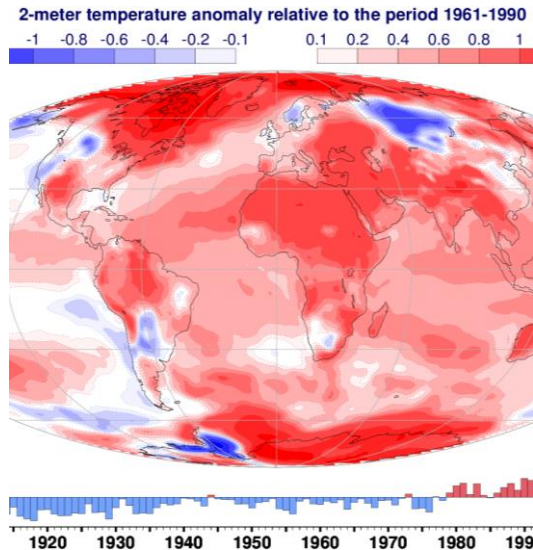 2-meter temperature anomaly relative to the period 1961-1990
-1 -0.8 -0.6 -0.4 -0.2 -0.1 0.1 0.2 0.4 0.6 0.8 1
1920 1930 1940 1950 1960 1970 1980 199